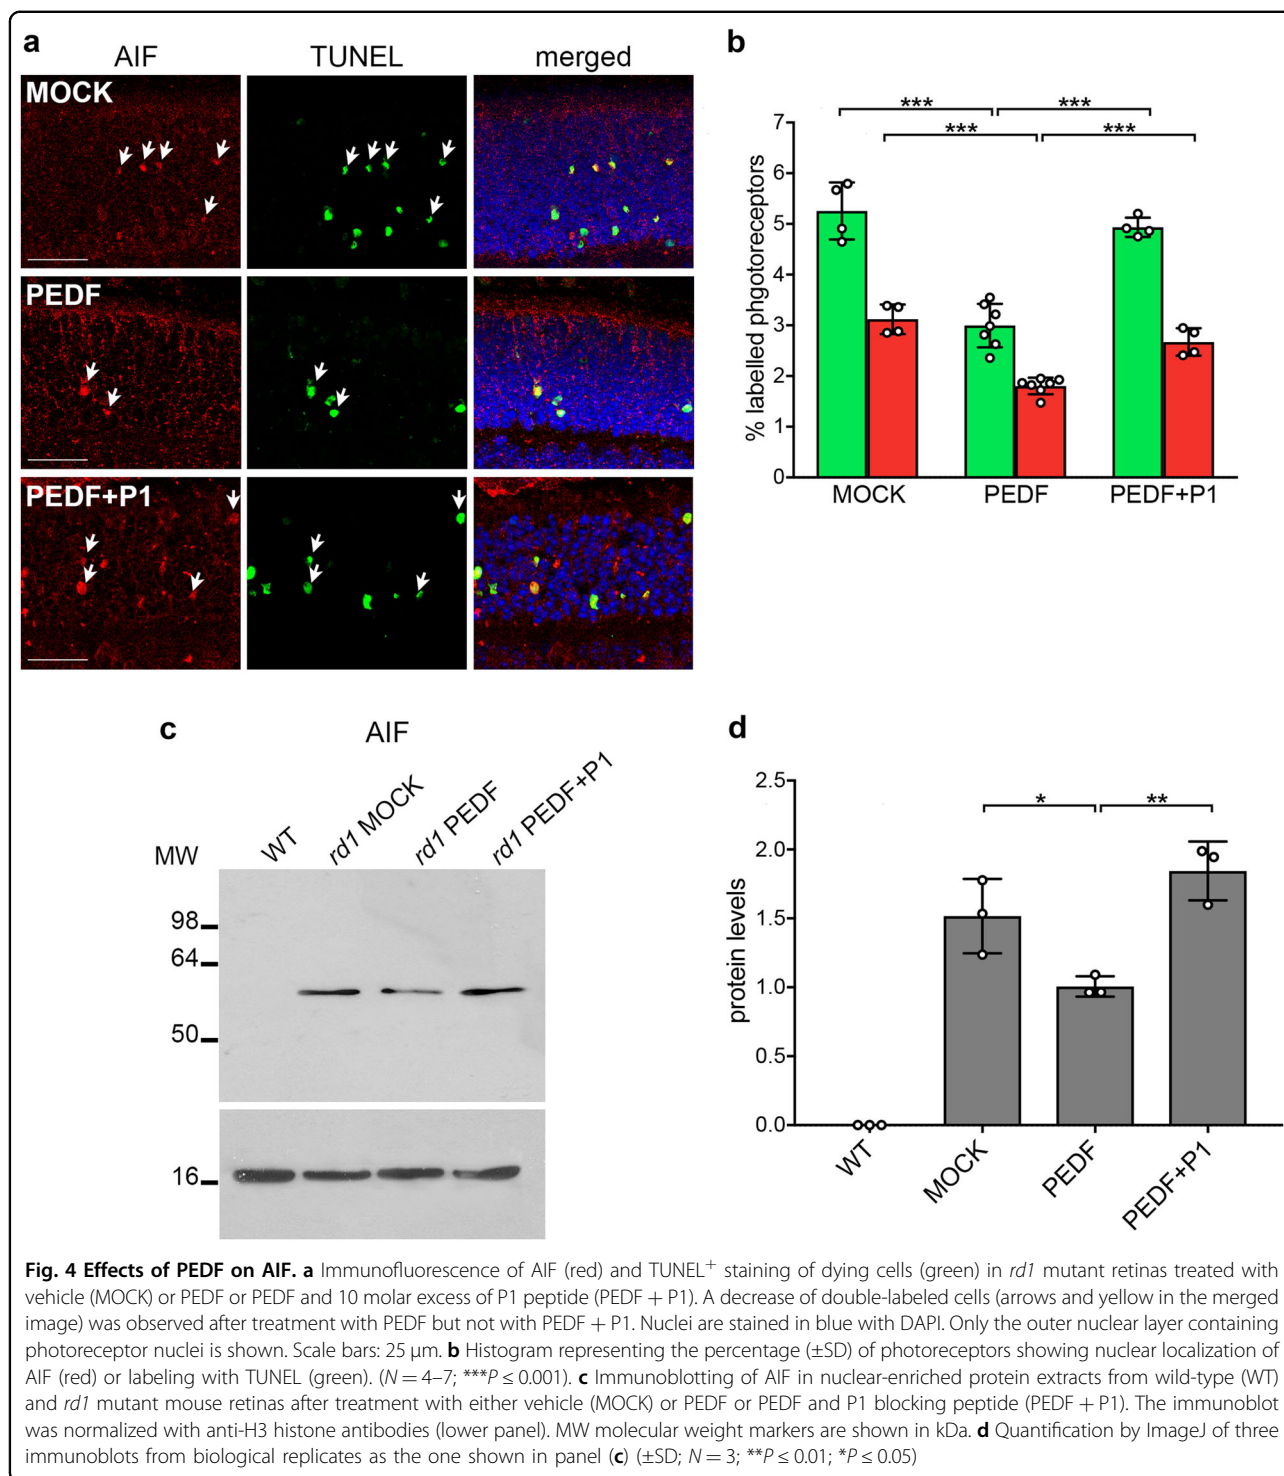 a
AIF TUNEL merged
MOCK
PEDF
PEDF+P1
b
*** ***
*** ***
% labelled phgotoreceptors
7
6
5
4
3
2
1
0
MOCK PEDF PEDF+P1
c
AIF
WT rd1 MOCK rd1 PEDF rd1 PEDF+P1
MW
98
64
50
16
d
* **
protein levels
2.5
2.0
1.5
1.0
0.5
0.0
WT MOCK PEDF PEDF+P1
Fig. 4 Effects of PEDF on AIF. a Immunofluorescence of AIF (red) and TUNEL+ staining of dying cells (green) in rd1 mutant retinas treated with
vehicle (MOCK) or PEDF or PEDF and 10 molar excess of P1 peptide (PEDF + P1). A decrease of double-labeled cells (arrows and yellow in the merged
image) was observed after treatment with PEDF but not with PEDF + P1. Nuclei are stained in blue with DAPI. Only the outer nuclear layer containing
photoreceptor nuclei is shown. Scale bars: 25 µm. b Histogram representing the percentage (±SD) of photoreceptors showing nuclear localization of
AIF (red) or labeling with TUNEL (green). (N = 4–7; ***P ≤ 0.001). c Immunoblotting of AIF in nuclear-enriched protein extracts from wild-type (WT)
and rd1 mutant mouse retinas after treatment with either vehicle (MOCK) or PEDF or PEDF and P1 blocking peptide (PEDF + P1). The immunoblot
was normalized with anti-H3 histone antibodies (lower panel). MW molecular weight markers are shown in kDa. d Quantification by ImageJ of three
immunoblots from biological replicates as the one shown in panel (c) (±SD; N = 3; **P ≤ 0.01; *P ≤ 0.05)